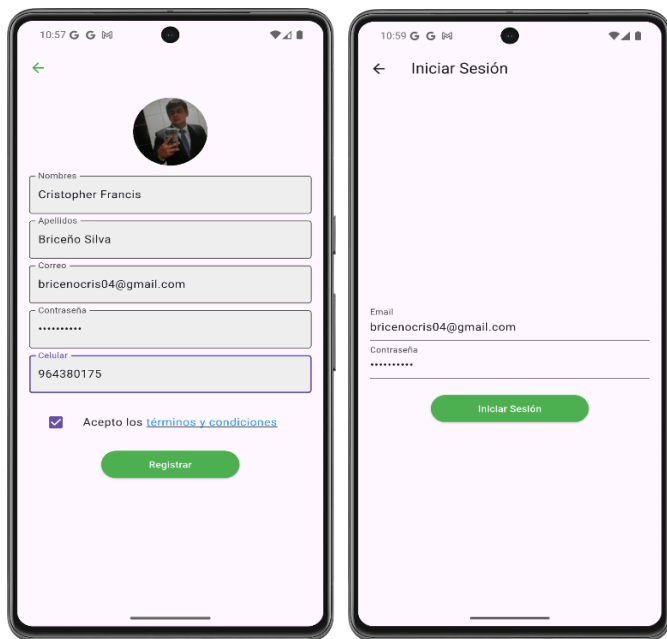 10:57 G G M
Nombres
Cristopher Francis
Apellidos
Briceño Silva
Correo
bricenocris04@gmail.com
Contraseña
••••••••••
Celular
964380175
Acepto los términos y condiciones
Registrar
10:59 G G M
Iniciar Sesión
Email
bricenocris04@gmail.com
Contraseña
••••••••••
Iniciar Sesión